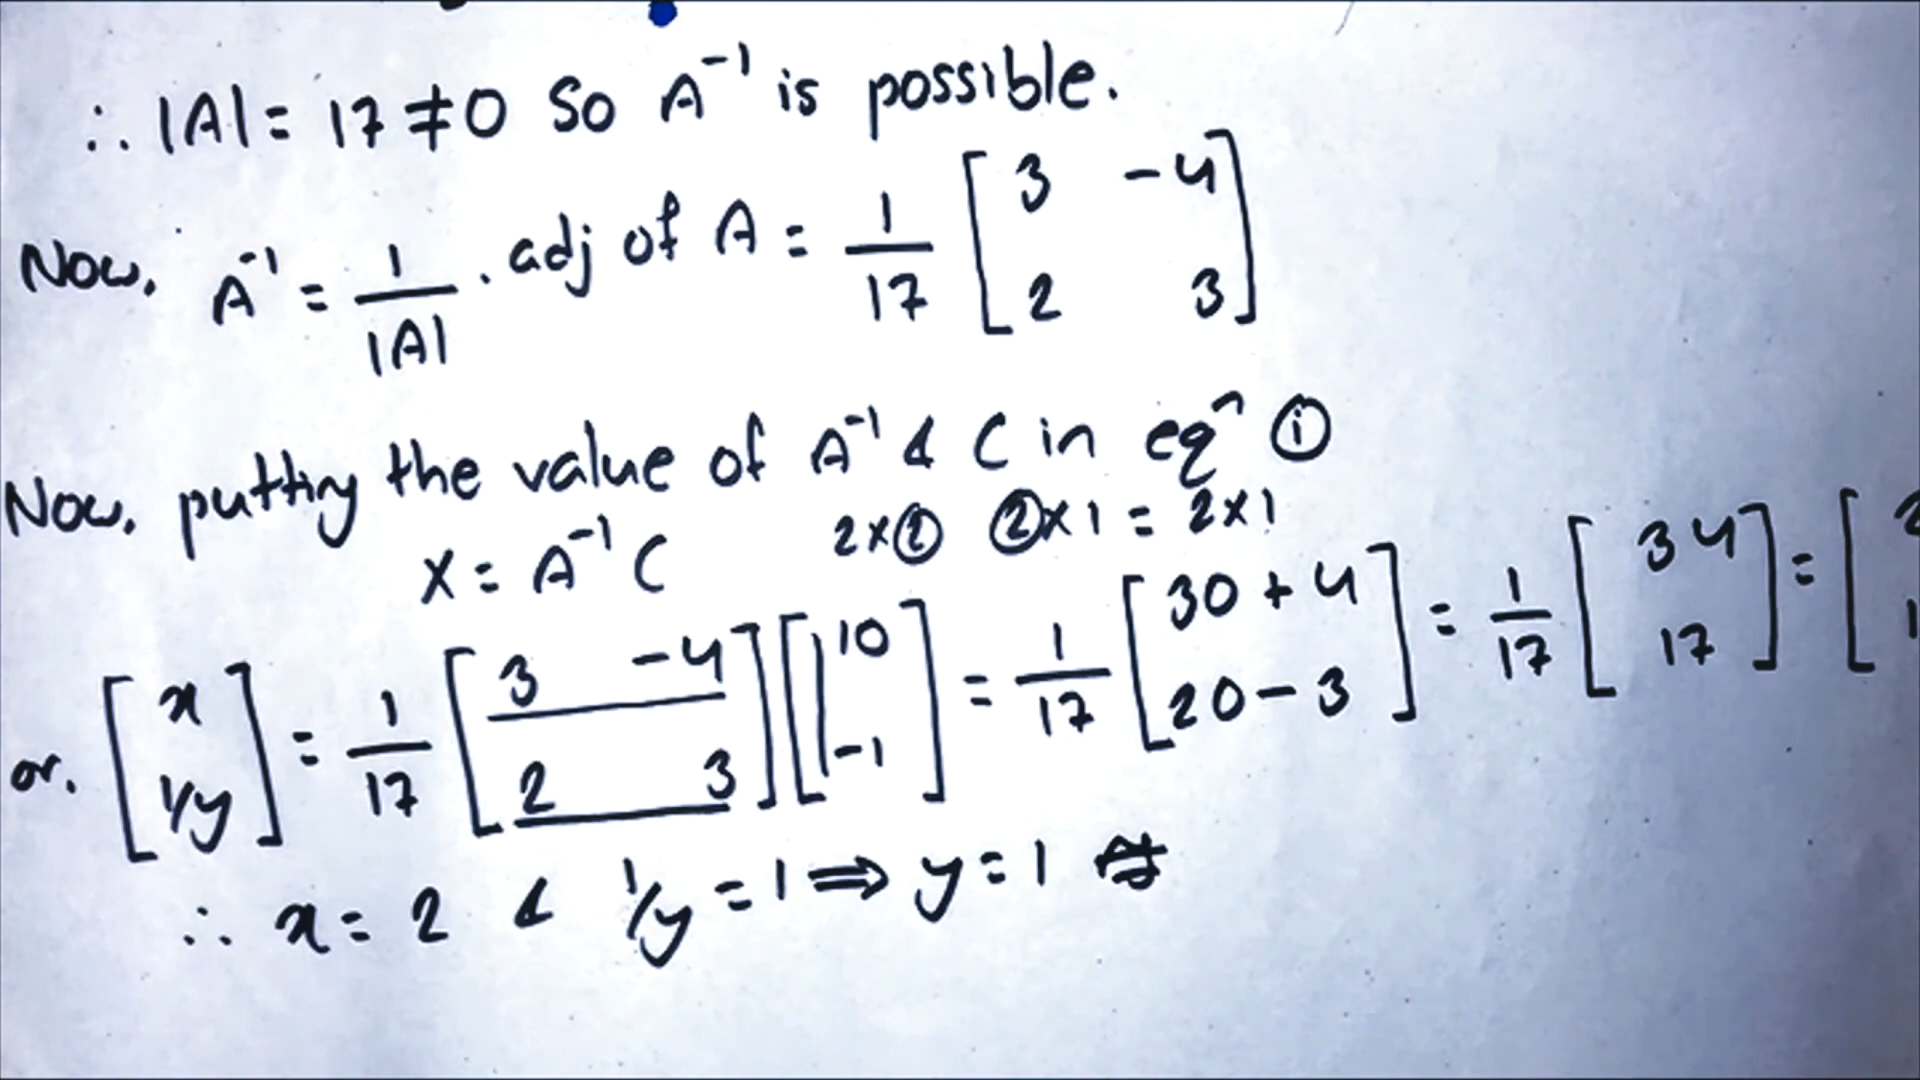 ∴ |A| = 17 ≠ 0 So A⁻¹ is possible.
Now, A⁻¹ = 1/|A| . adj of A = 1/17 [3 -4; 2 3]
Now, putting the value of A⁻¹ & C in eqⁿ ⓘ
X = A⁻¹ C 2×② ②×1 = 2×1
or, [x; 1/y] = 1/17 [3 -4; 2 3] [10; -1] = 1/17 [30 + 4; 20 - 3] = 1/17 [34; 17] = [2; 1
∴ x = 2 & 1/y = 1 ⇒ y = 1